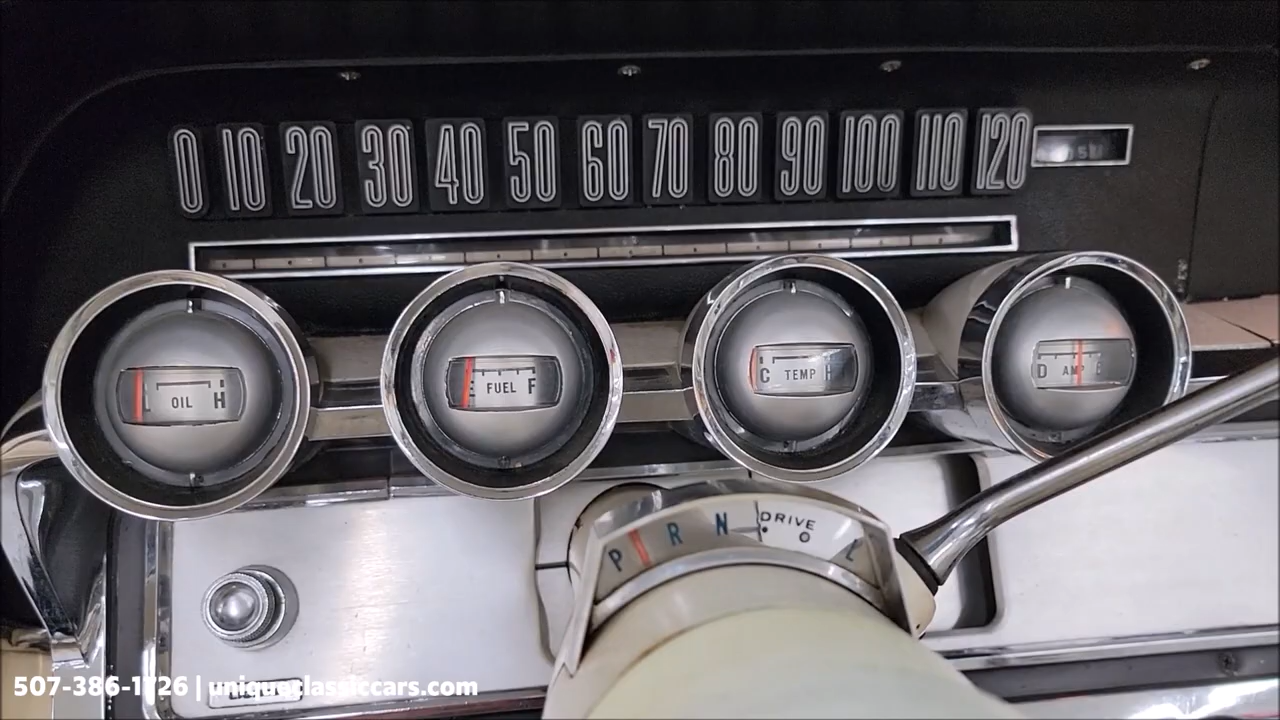 0 10 20 30 40 50 60 70 80 90 100 110 120
OIL H
FUEL F
C TEMP H
D AMP
P R N DRIVE L
507-386-1726 | uniqueclassiccars.com